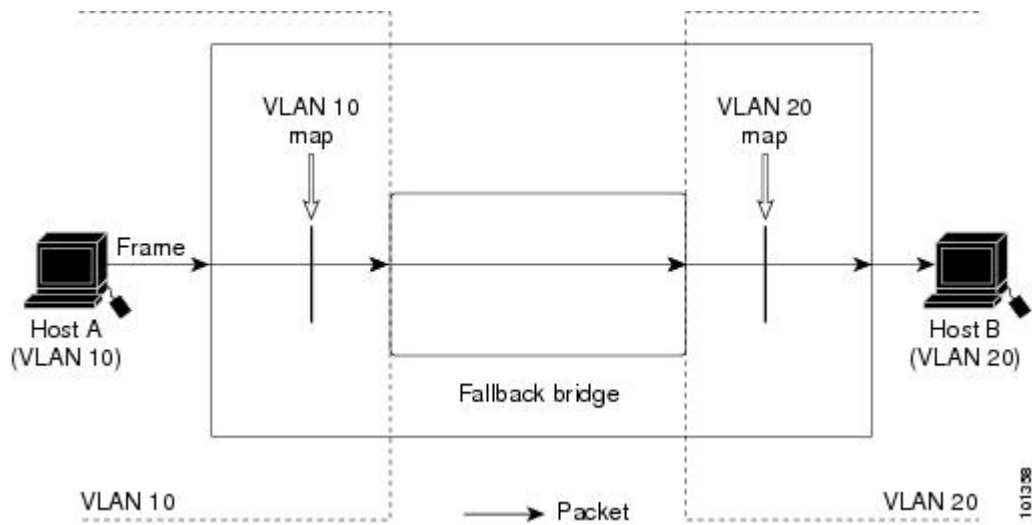 VLAN 10
map
VLAN 20
map
Frame
Host A
(VLAN 10)
Host B
(VLAN 20)
Fallback bridge
VLAN 10
Packet
VLAN 20
101358